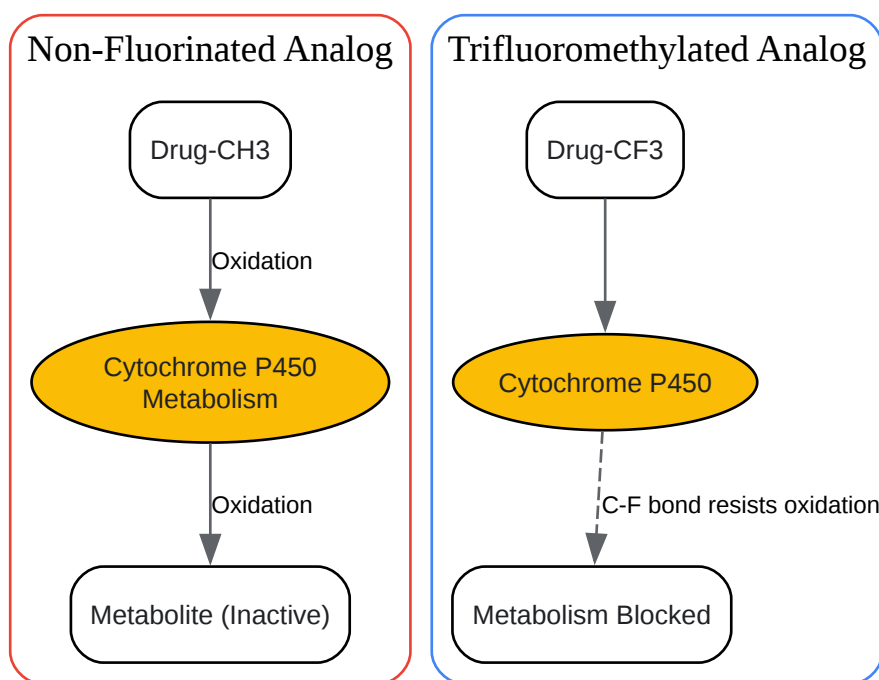 Non-Fluorinated Analog
Drug-CH3
Oxidation
Cytochrome P450
Metabolism
Oxidation
Metabolite (Inactive)
Trifluoromethylated Analog
Drug-CF3
Cytochrome P450
C-F bond resists oxidation
Metabolism Blocked